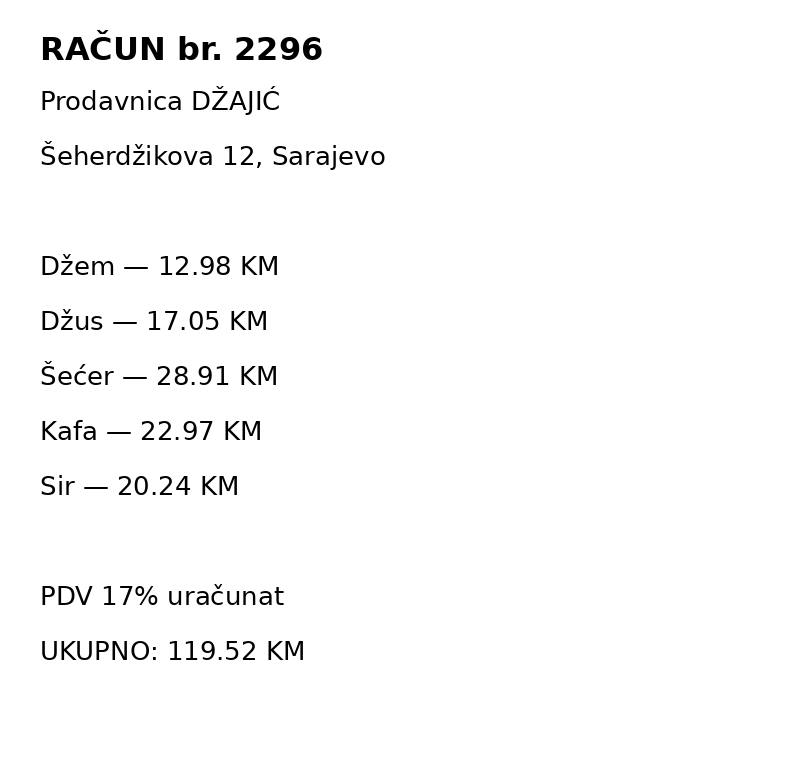 RAČUN br. 2296
Prodavnica DŽAJIĆ
Šeherdžikova 12, Sarajevo
Džem — 12.98 KM
Džus — 17.05 KM
Šećer — 28.91 KM
Kafa — 22.97 KM
Sir — 20.24 KM
PDV 17% uračunat
UKUPNO: 119.52 KM